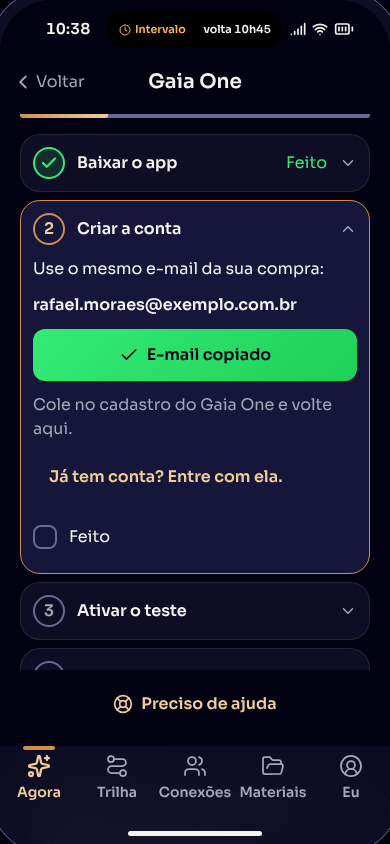 10:38
Intervalo volta 10h45
Voltar
Gaia One
Baixar o app
Feito
2
Criar a conta
Use o mesmo e-mail da sua compra:
rafael.moraes@exemplo.com.br
E-mail copiado
Cole no cadastro do Gaia One e volte
aqui.
Já tem conta? Entre com ela.
Feito
3
Ativar o teste
Preciso de ajuda
Agora
Trilha
Conexões
Materiais
Eu